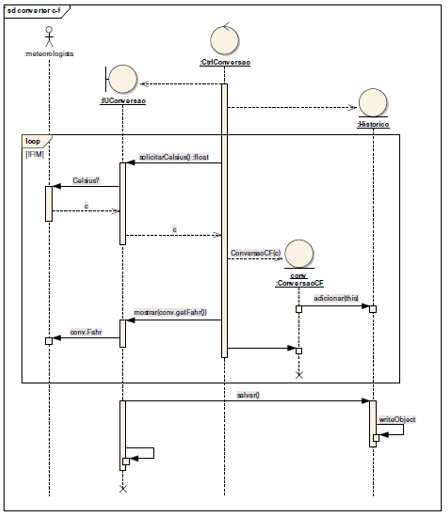 sd converter c-f
:meteorologista
:CtrlConversao
:IUConversao
:Historico
loop
[!FIM]
solicitarCelsius() :float
Celsius?
c
c
ConversaoCF(c)
conv
:ConversaoCF
adicionar(this)
mostrar(conv.getFahr())
conv.Fahr
salvar()
writeObject